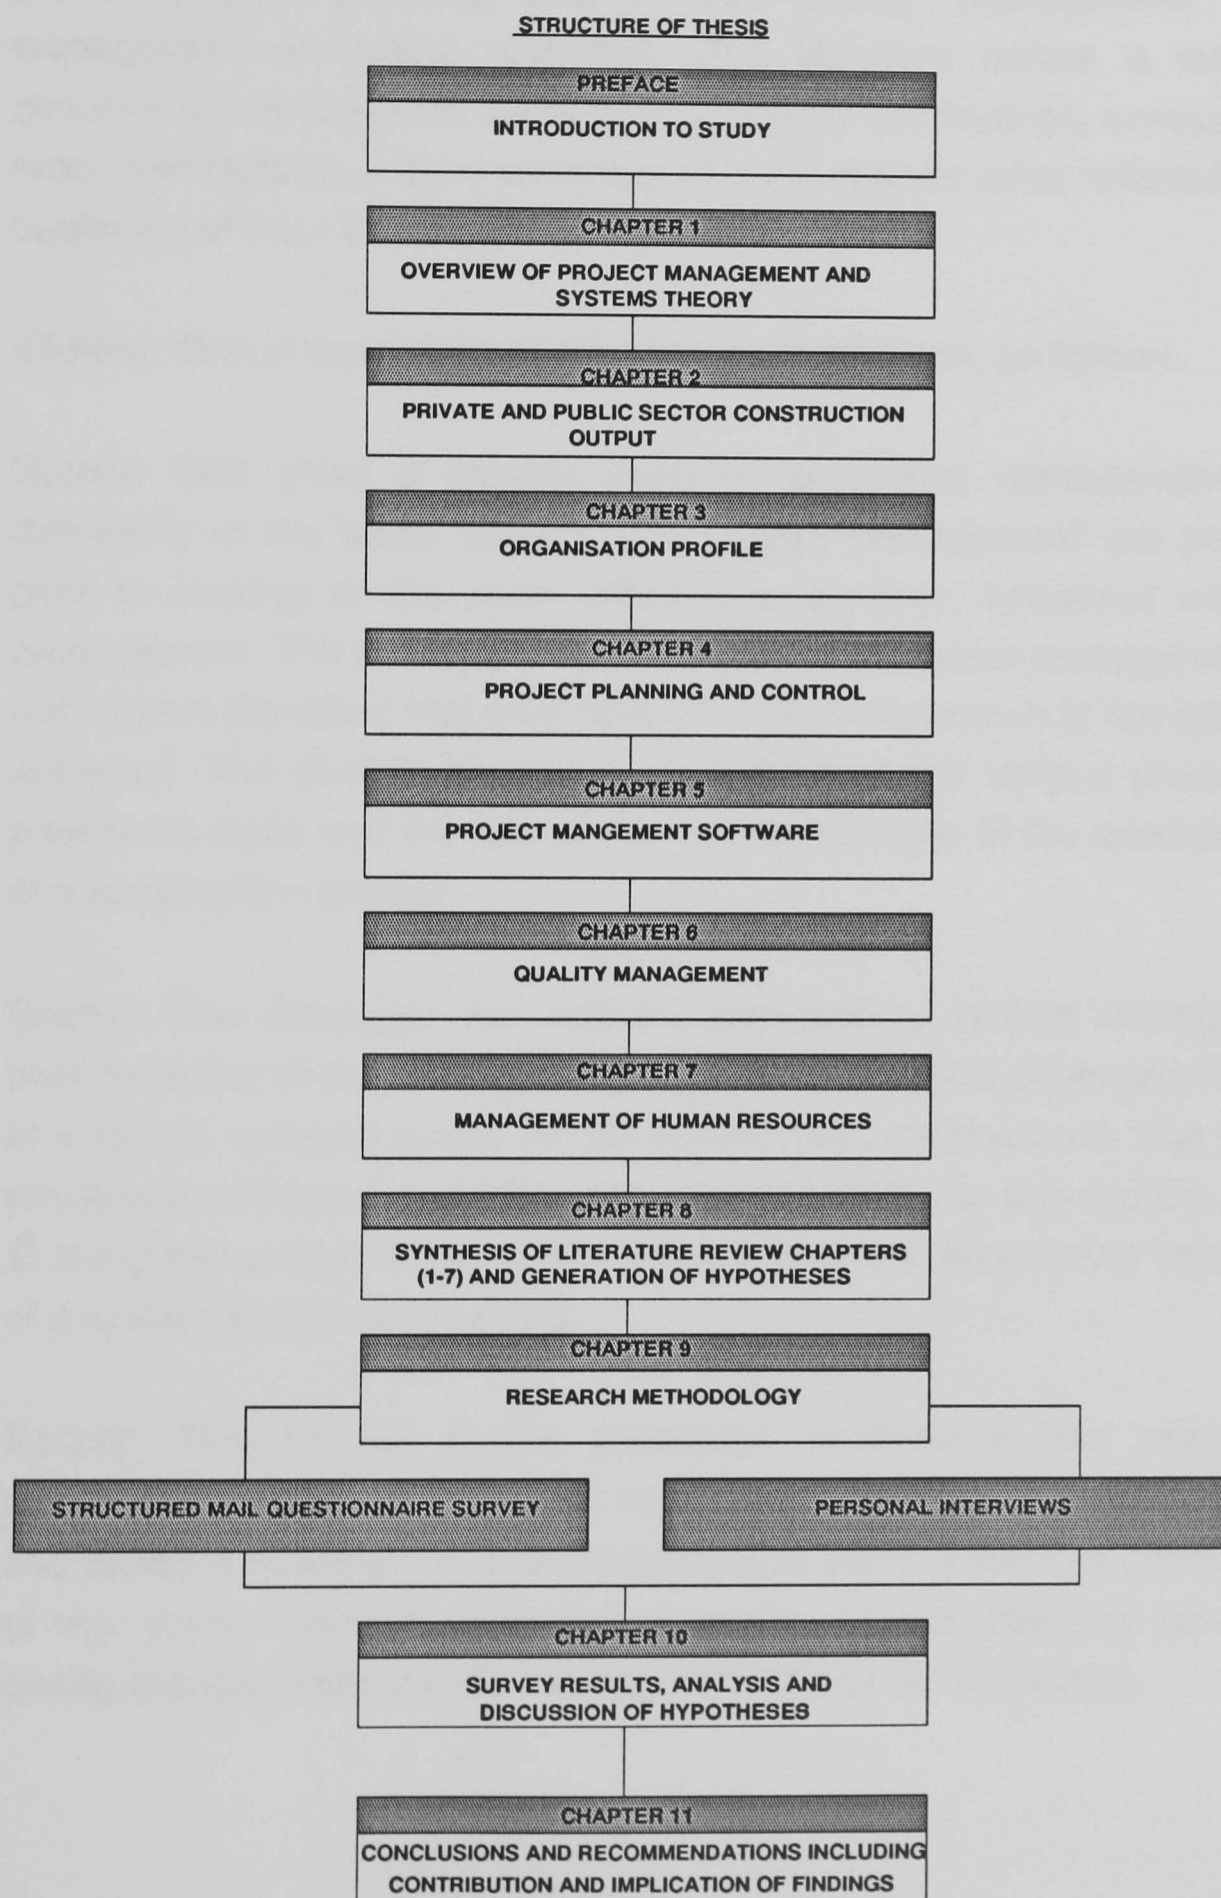 STRUCTURE OF THESIS
PREFACE
INTRODUCTION TO STUDY
CHAPTER 1
OVERVIEW OF PROJECT MANAGEMENT AND
SYSTEMS THEORY
CHAPTER 2
PRIVATE AND PUBLIC SECTOR CONSTRUCTION
OUTPUT
CHAPTER 3
ORGANISATION PROFILE
CHAPTER 4
PROJECT PLANNING AND CONTROL
CHAPTER 5
PROJECT MANGEMENT SOFTWARE
CHAPTER 6
QUALITY MANAGEMENT
CHAPTER 7
MANAGEMENT OF HUMAN RESOURCES
CHAPTER 8
SYNTHESIS OF LITERATURE REVIEW CHAPTERS
(1-7) AND GENERATION OF HYPOTHESES
CHAPTER 9
RESEARCH METHODOLOGY
STRUCTURED MAIL QUESTIONNAIRE SURVEY
PERSONAL INTERVIEWS
CHAPTER 10
SURVEY RESULTS, ANALYSIS AND
DISCUSSION OF HYPOTHESES
CHAPTER 11
CONCLUSIONS AND RECOMMENDATIONS INCLUDING
CONTRIBUTION AND IMPLICATION OF FINDINGS